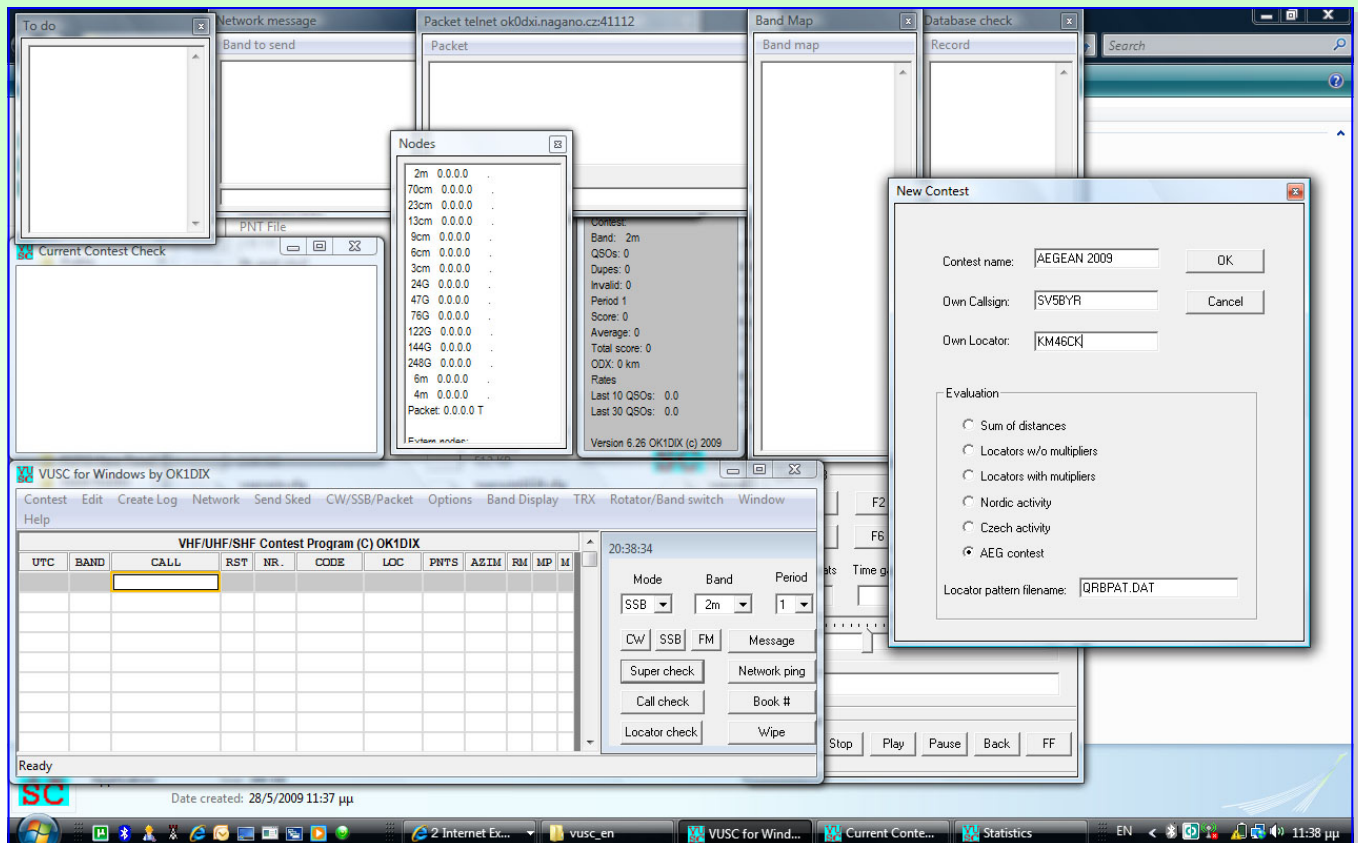 To do
Network message
Band to send
Packet telnet ok0dxi.nagano.cz:41112
Packet
Band Map
Band map
Database check
Record
Search
PNT File
Nodes
2m 0.0.0.0 .
70cm 0.0.0.0 .
23cm 0.0.0.0 .
13cm 0.0.0.0 .
9cm 0.0.0.0 .
6cm 0.0.0.0 .
3cm 0.0.0.0 .
24G 0.0.0.0 .
47G 0.0.0.0 .
76G 0.0.0.0 .
122G 0.0.0.0 .
144G 0.0.0.0 .
248G 0.0.0.0 .
6m 0.0.0.0 .
4m 0.0.0.0 .
Packet: 0.0.0.0 T
Extern nodes:
Contest:
Band: 2m
QSOs: 0
Dupes: 0
Invalid: 0
Period 1
Score: 0
Average: 0
Total score: 0
ODX: 0 km
Rates
Last 10 QSOs: 0.0
Last 30 QSOs: 0.0
Version 6.26 OK1DIX (c) 2009
Current Contest Check
New Contest
Contest name: AEGEAN 2009
OK
Own Callsign: SV5BYR
Cancel
Own Locator: KM46CK
Evaluation
Sum of distances
Locators w/o multipliers
Locators with mutipliers
Nordic activity
Czech activity
AEG contest
Locator pattern filename: QRBPAT.DAT
VUSC for Windows by OK1DIX
Contest Edit Create Log Network Send Sked CW/SSB/Packet Options Band Display TRX Rotator/Band switch Window
Help
VHF/UHF/SHF Contest Program (C) OK1DIX
UTC BAND CALL RST NR. CODE LOC PNTS AZIM RM MP M
20:38:34
Mode Band Period
SSB 2m 1
CW SSB FM Message
Super check Network ping
Call check Book #
Locator check Wipe
Ready
F2
F6
Time
Stop Play Pause Back FF
SC
Date created: 28/5/2009 11:37 μμ
2 Internet Ex... vusc_en VUSC for Wind... Current Conte... Statistics EN < 11:38 μμ